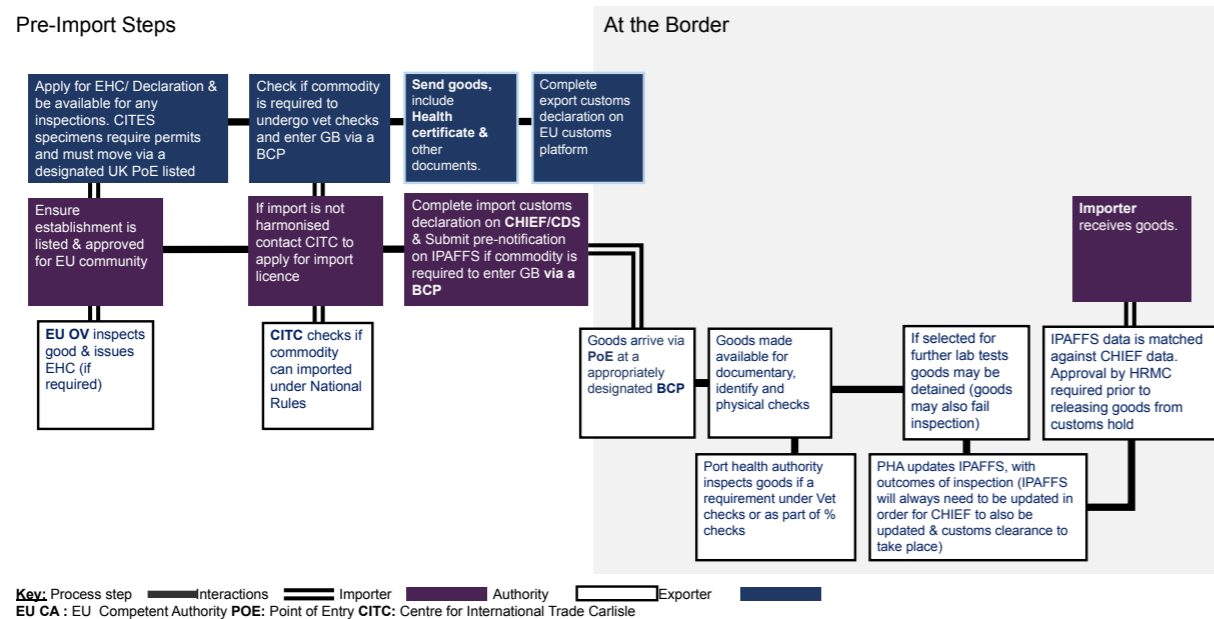 Pre-Import Steps
At the Border
Apply for EHC/ Declaration &
be available for any
inspections. CITES
specimens require permits
and must move via a
designated UK PoE listed
Check if commodity
is required to
undergo vet checks
and enter GB via a
BCP
Send goods,
include
Health
certificate &
other
documents.
Complete
export customs
declaration on
EU customs
platform
Ensure
establishment is
listed & approved
for EU community
If import is not
harmonised
contact CITC to
apply for import
licence
Complete import customs
declaration on CHIEF/CDS
& Submit pre-notification
on IPAFFS if commodity is
required to enter GB via a
BCP
Importer
receives goods.
EU OV inspects
good & issues
EHC (if
required)
CITC checks if
commodity
can imported
under National
Rules
Goods arrive via
PoE at a
appropriately
designated BCP
Goods made
available for
documentary,
identify and
physical checks
If selected for
further lab tests
goods may be
detained (goods
may also fail
inspection)
IPAFFS data is matched
against CHIEF data.
Approval by HRMC
required prior to
releasing goods from
customs hold
Port health authority
inspects goods if a
requirement under Vet
checks or as part of %
checks
PHA updates IPAFFS, with
outcomes of inspection (IPAFFS
will always need to be updated in
order for CHIEF to also be
updated & customs clearance to
take place)
Key: Process step Interactions Importer Authority Exporter
EU CA : EU Competent Authority POE: Point of Entry CITC: Centre for International Trade Carlisle